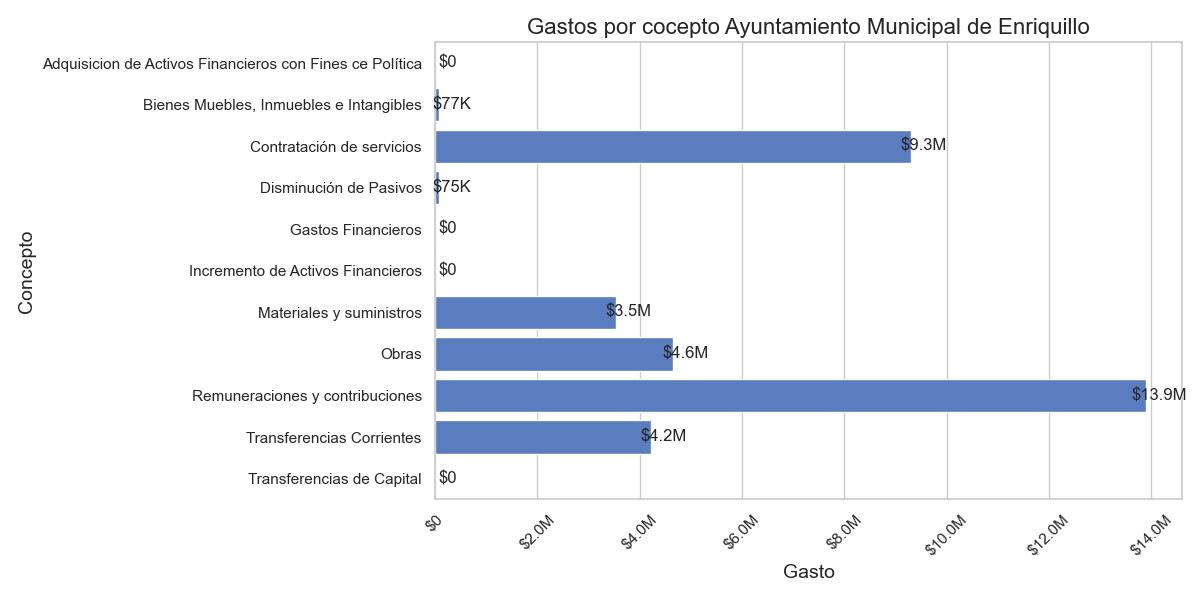 Gastos por cocepto Ayuntamiento Municipal de Enriquillo
Concepto
Adquisicion de Activos Financieros con Fines ce Política $0
Bienes Muebles, Inmuebles e Intangibles $77K
Contratación de servicios $9.3M
Disminución de Pasivos $75K
Gastos Financieros $0
Incremento de Activos Financieros $0
Materiales y suministros $3.5M
Obras $4.6M
Remuneraciones y contribuciones $13.9M
Transferencias Corrientes $4.2M
Transferencias de Capital $0
$0 $2.0M $4.0M $6.0M $8.0M $10.0M $12.0M $14.0M
Gasto